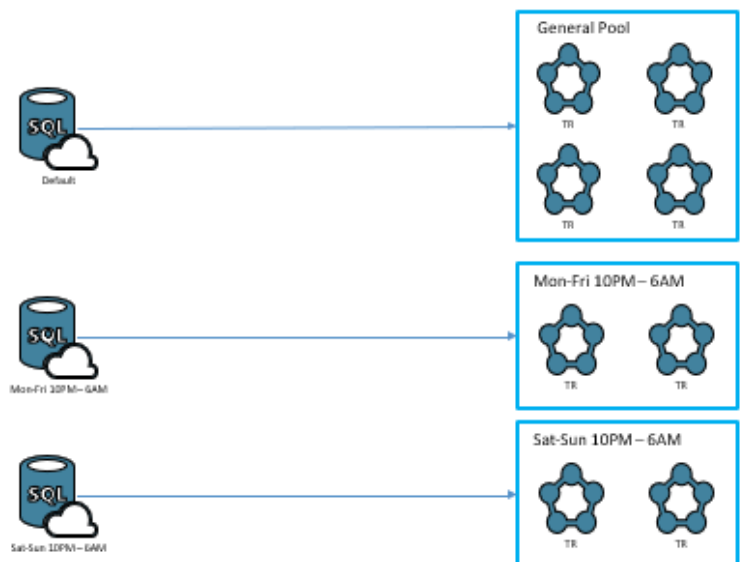 General Pool
SQL
TR
TR
Default
TR
TR
Mon-Fri 10PM – 6AM
SQL
Mon-Fri 10PM – 6AM
TR
TR
Sat-Sun 10PM – 6AM
SQL
Sat-Sun 10PM – 6AM
TR
TR